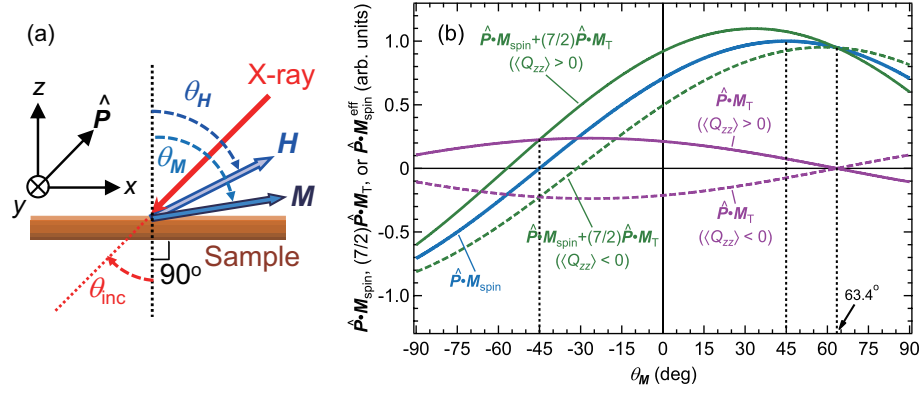 (a)
X-ray
θH
z
P̂
θM
H
M
x
y
Sample
90o
θinc
(b)
P̂•Mspin, (7/2)P̂•MT, or P̂•Mspin^eff (arb. units)
1.0
0.5
0
-0.5
-1.0
P̂•Mspin+(7/2)P̂•MT
(⟨Qzz⟩ > 0)
P̂•MT
(⟨Qzz⟩ > 0)
P̂•MT
(⟨Qzz⟩ < 0)
P̂•Mspin+(7/2)P̂•MT
(⟨Qzz⟩ < 0)
P̂•Mspin
63.4°
-90 -75 -60 -45 -30 -15 0 15 30 45 60 75 90
θM (deg)